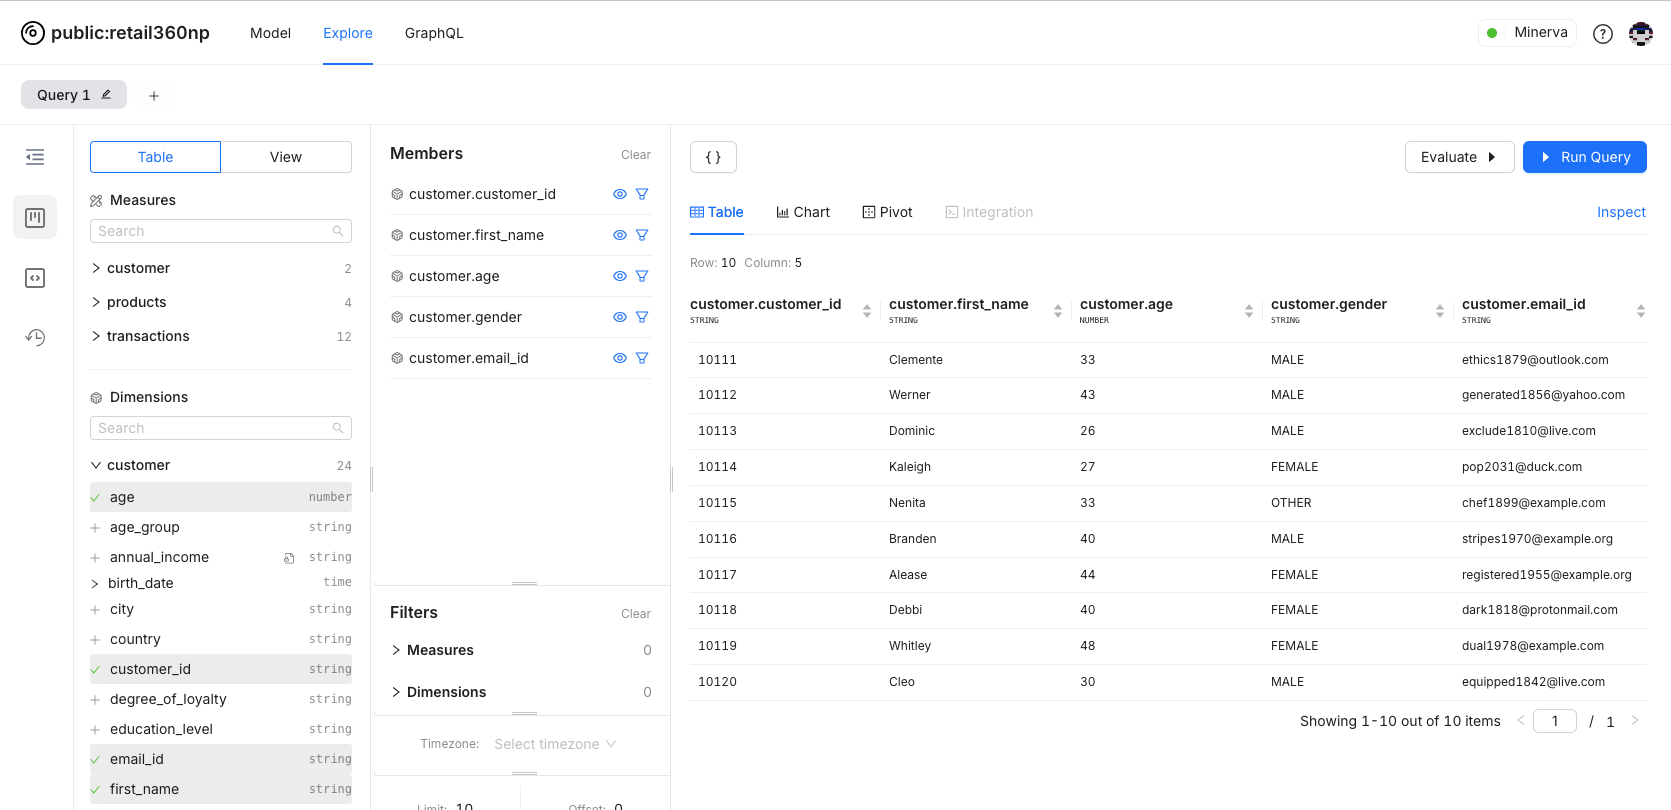 public:retail360np Model Explore GraphQL Minerva
Query 1 +
Table View
Measures
Search
customer 2
products 4
transactions 12
Dimensions
Search
customer 24
age number
age_group string
annual_income string
birth_date time
city string
country string
customer_id string
degree_of_loyalty string
education_level string
email_id string
first_name string
Members Clear
customer.customer_id
customer.first_name
customer.age
customer.gender
customer.email_id
Filters Clear
Measures 0
Dimensions 0
Timezone: Select timezone
Limit: 10 Offset: 0
{ } Evaluate Run Query
Table Chart Pivot Integration Inspect
Row: 10 Column: 5
customer.customer_id customer.first_name customer.age customer.gender customer.email_id
STRING STRING NUMBER STRING STRING
10111 Clemente 33 MALE ethics1879@outlook.com
10112 Werner 43 MALE generated1856@yahoo.com
10113 Dominic 26 MALE exclude1810@live.com
10114 Kaleigh 27 FEMALE pop2031@duck.com
10115 Nenita 33 OTHER chef1899@example.com
10116 Branden 40 MALE stripes1970@example.org
10117 Alease 44 FEMALE registered1955@example.org
10118 Debbi 40 FEMALE dark1818@protonmail.com
10119 Whitley 48 FEMALE dual1978@example.com
10120 Cleo 30 MALE equipped1842@live.com
Showing 1-10 out of 10 items < 1 / 1 >